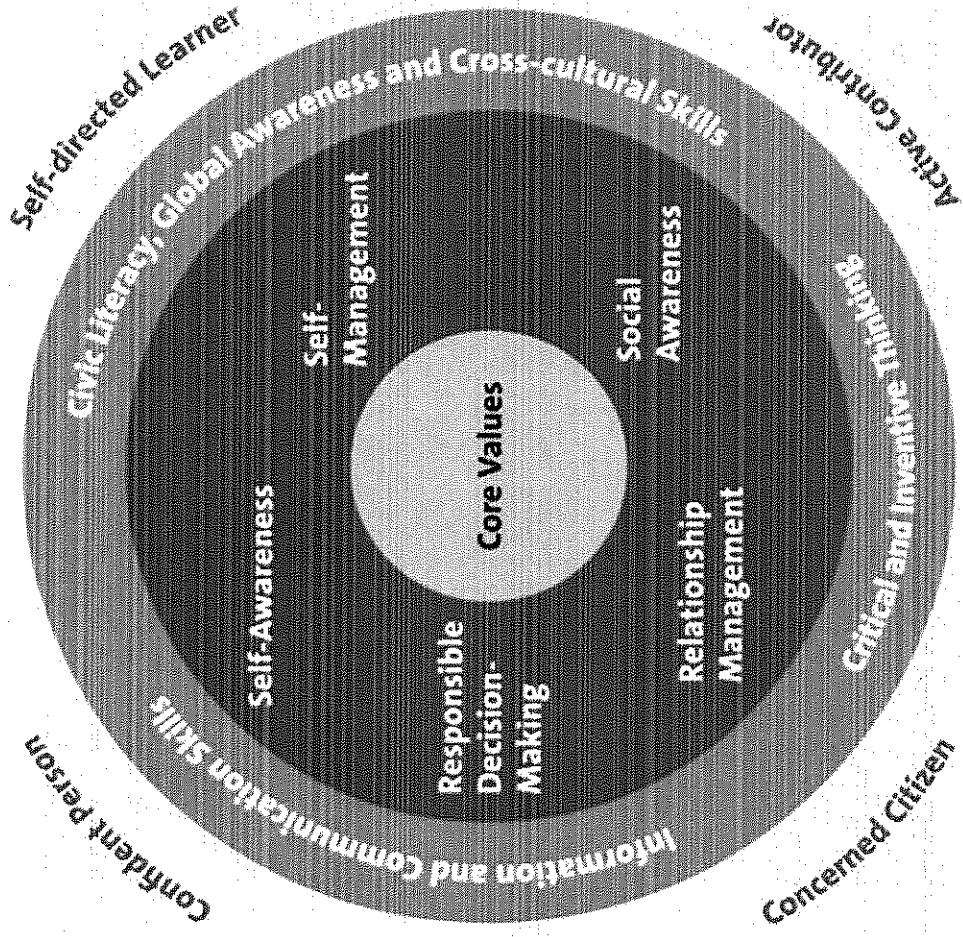 Confident Person
Self-directed Learner
Civic Literacy, Global Awareness and Cross-cultural Skills
Information and Communication Skills
Critical and Inventive Thinking
Self-Awareness
Self-
Management
Responsible
Decision-
Making
Core Values
Social
Awareness
Relationship
Management
Concerned Citizen
Active Contributor